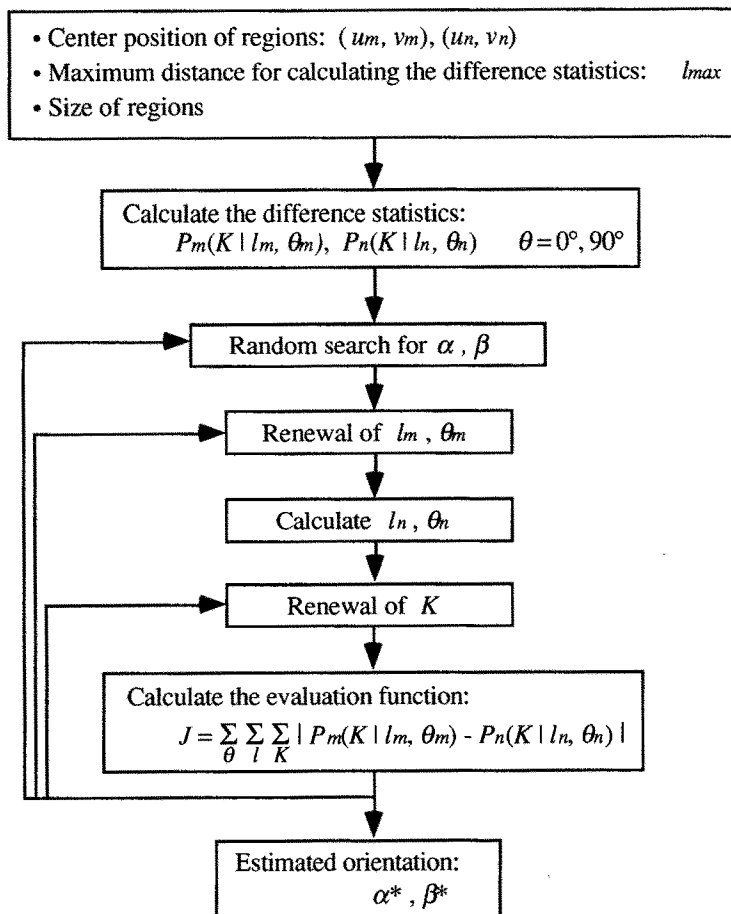 • Center position of regions: (um, vm), (un, vn)
• Maximum distance for calculating the difference statistics: lmax
• Size of regions
Calculate the difference statistics:
Pm(K | lm, θm), Pn(K | ln, θn) θ = 0°, 90°
Random search for α , β
Renewal of lm , θm
Calculate ln , θn
Renewal of K
Calculate the evaluation function:
J = Σθ Σl ΣK | Pm(K | lm, θm) - Pn(K | ln, θn) |
Estimated orientation:
α* , β*